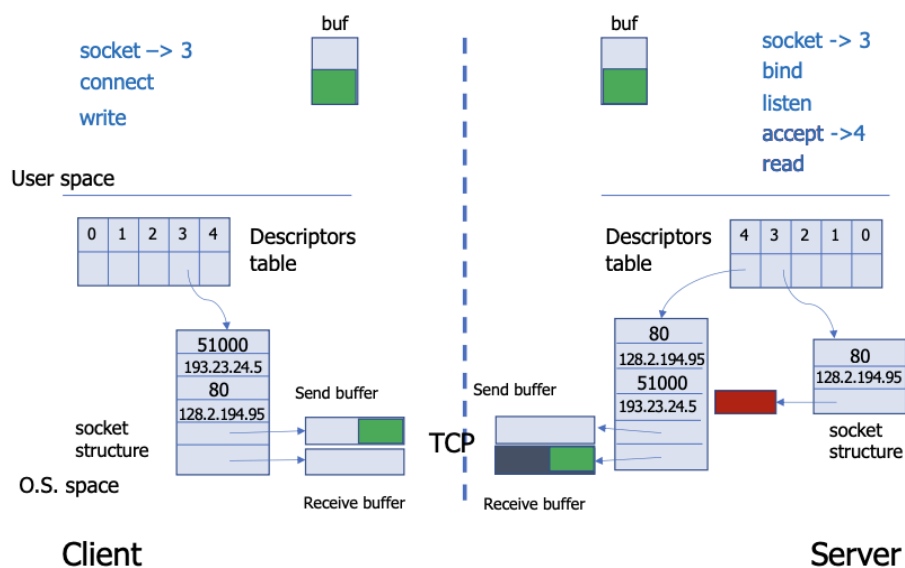 buf
socket –> 3
connect
write
User space
0 1 2 3 4
Descriptors
table
51000
193.23.24.5
80
128.2.194.95
Send buffer
socket
structure
O.S. space
Receive buffer
Client
TCP
buf
socket -> 3
bind
listen
accept ->4
read
Descriptors
table
4 3 2 1 0
80
128.2.194.95
51000
193.23.24.5
80
128.2.194.95
Send buffer
socket
structure
Receive buffer
Server